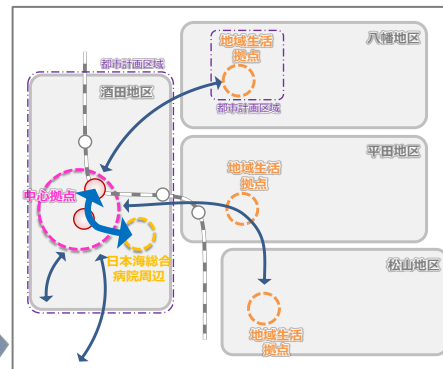 都市計画区域
酒田地区
中心拠点
日本海総合
病院周辺
八幡地区
地域生活
拠点
都市計画区域
平田地区
地域生活
拠点
松山地区
地域生活
拠点